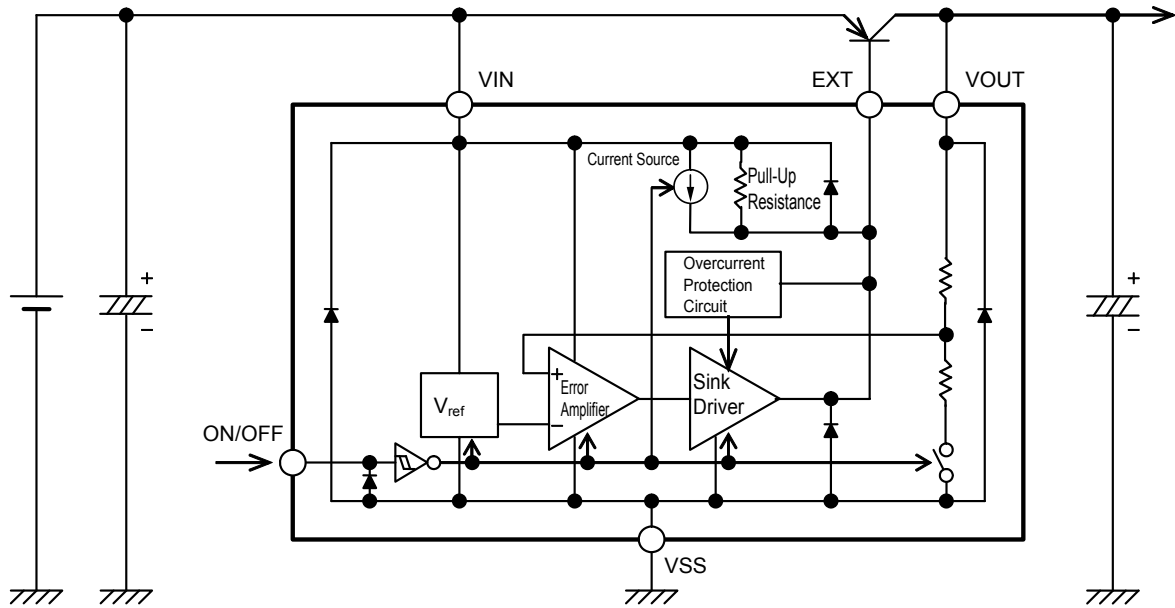 VIN
EXT
VOUT
Current Source
Pull-Up
Resistance
+
−
Overcurrent
Protection
Circuit
+
−
+
Error
Amplifier
−
Sink
Driver
Vref
ON/OFF
VSS